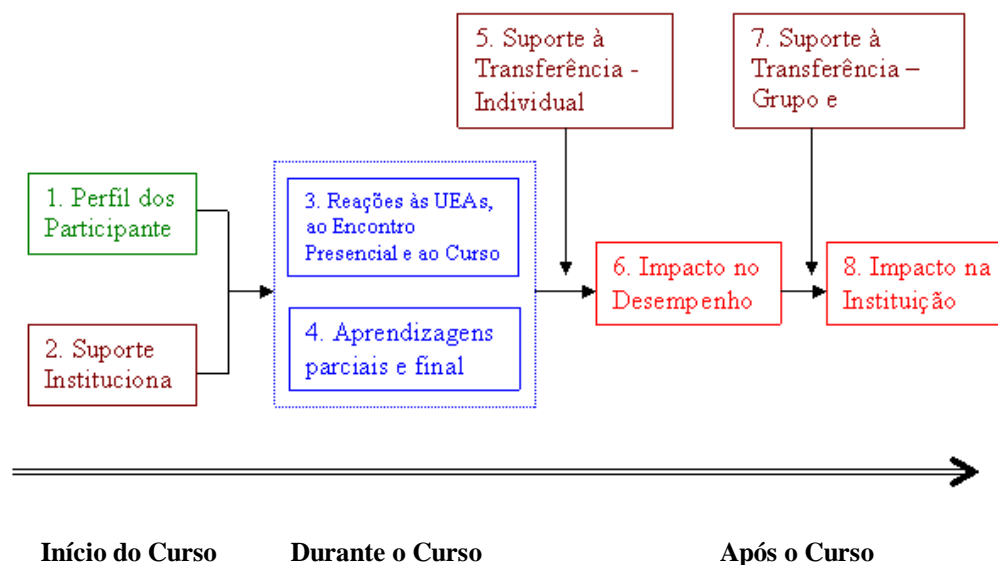 5. Suporte à
Transferência -
Individual
7. Suporte à
Transferência –
Grupo e
1. Perfil dos
Participante
3. Reações às UEAs,
ao Encontro
Presencial e ao Curso
6. Impacto no
Desempenho
8. Impacto na
Instituição
2. Suporte
Instituciona
4. Aprendizagens
parciais e final
Início do Curso
Durante o Curso
Após o Curso